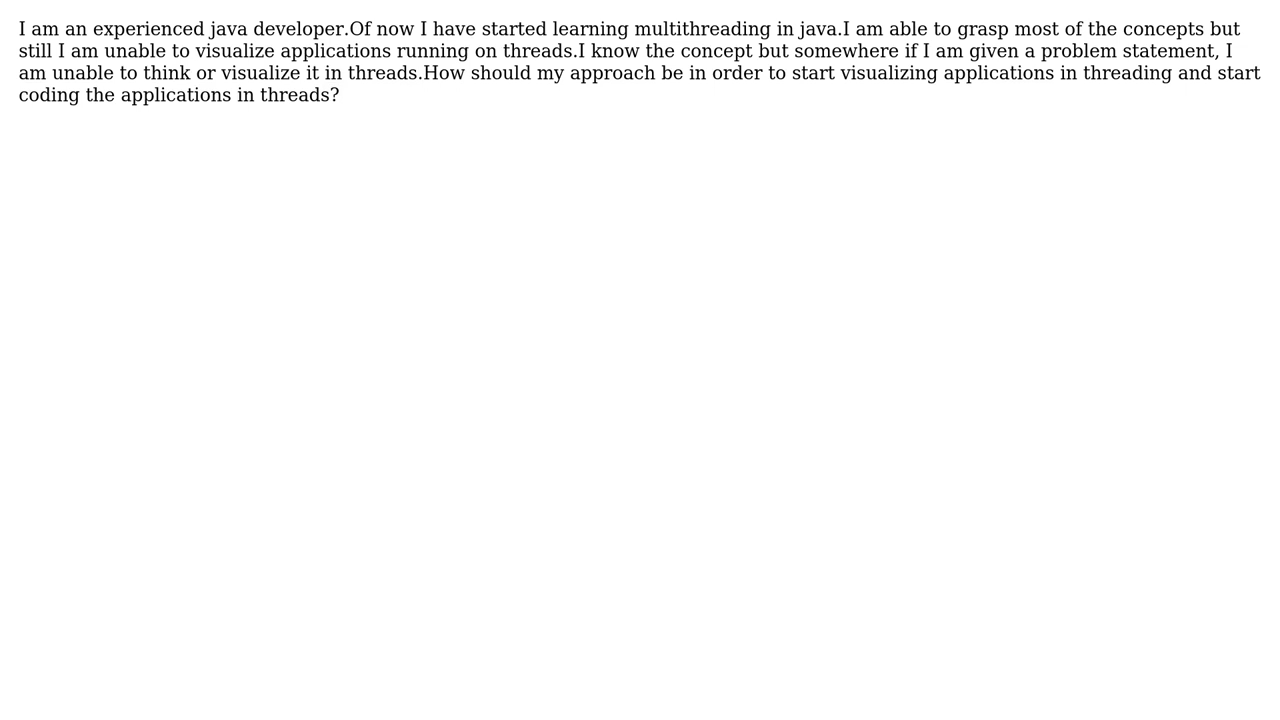 I am an experienced java developer.Of now I have started learning multithreading in java.I am able to grasp most of the concepts but
still I am unable to visualize applications running on threads.I know the concept but somewhere if I am given a problem statement, I
am unable to think or visualize it in threads.How should my approach be in order to start visualizing applications in threading and start
coding the applications in threads?